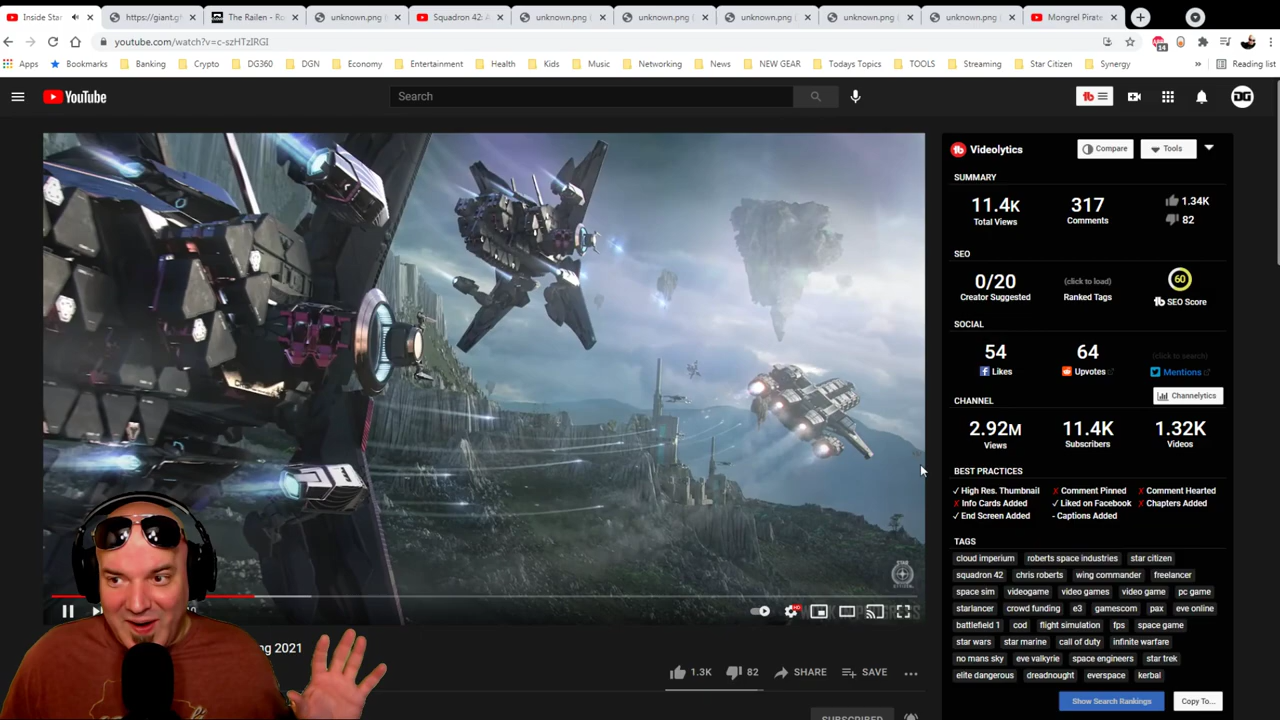 Inside Star
https://giant.gf
The Railen - Ro
unknown.png (
Squadron 42:
unknown.png (
unknown.png (
unknown.png (
unknown.png (
unknown.png (
Mongrel Pirate
youtube.com/watch?v=c-szHTzIRGI
14
Apps Bookmarks Banking Crypto DG360 DGN Economy Entertainment Health Kids Music Networking News NEW GEAR Todays Topics TOOLS Streaming Star Citizen Synergy » Reading list
YouTube
Search
DG
Videolytics
Compare
Tools
SUMMARY
11.4K 317 1.34K
Total Views Comments 82
SEO
0/20 (click to load) 60
Creator Suggested Ranked Tags SEO Score
SOCIAL
54 64 (click to search)
Likes Upvotes Mentions
CHANNEL
Channelytics
2.92M 11.4K 1.32K
Views Subscribers Videos
BEST PRACTICES
✓ High Res. Thumbnail ✗ Comment Pinned ✗ Comment Hearted
✗ Info Cards Added ✓ Liked on Facebook ✗ Chapters Added
✓ End Screen Added - Captions Added
TAGS
cloud imperium roberts space industries star citizen
squadron 42 chris roberts wing commander freelancer
space sim videogame video games video game pc game
starlancer crowd funding e3 gamescom pax eve online
battlefield 1 cod flight simulation fps space game
star wars star marine call of duty infinite warfare
no mans sky eve valkyrie space engineers star trek
elite dangerous dreadnought everspace kerbal
Show Search Rankings
Copy To...
HD
2021
1.3K 82 SHARE SAVE
SUBSCRIBED